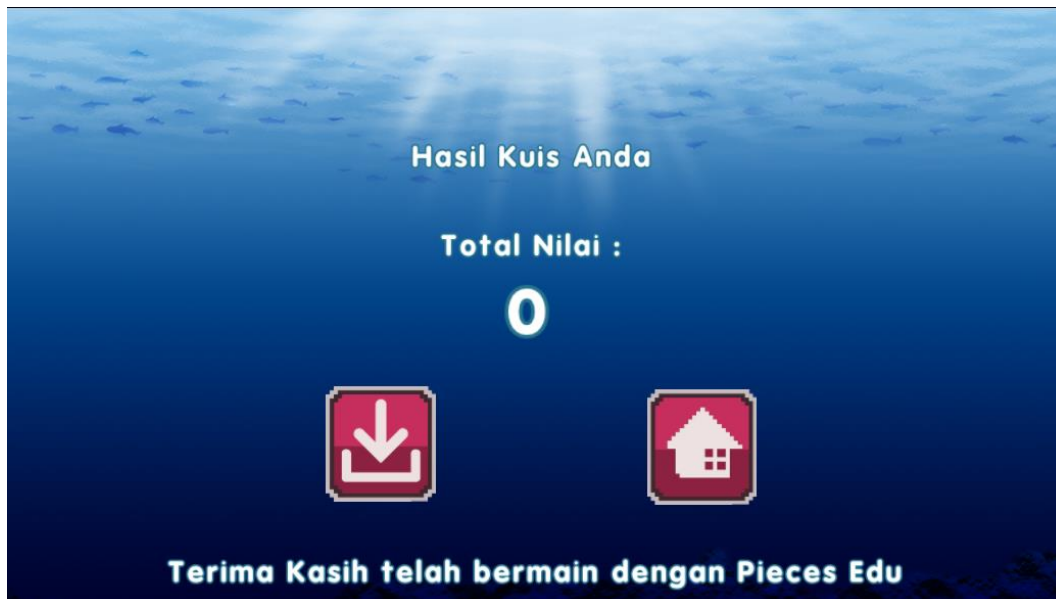 Hasil Kuis Anda
Total Nilai :
0
Terima Kasih telah bermain dengan Pieces Edu